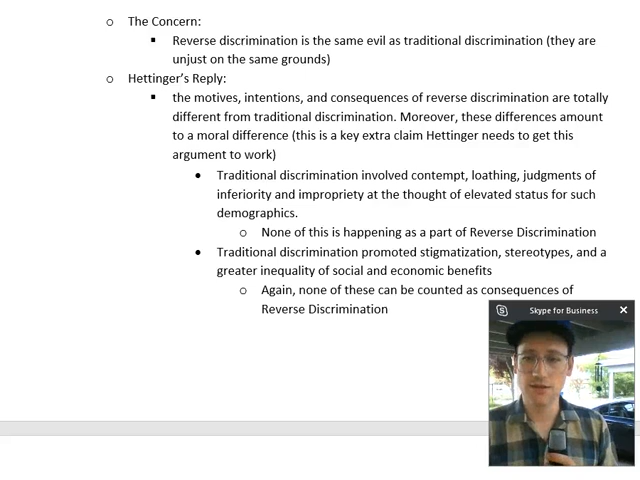 o The Concern:
▪ Reverse discrimination is the same evil as traditional discrimination (they are
unjust on the same grounds)
o Hettinger's Reply:
▪ the motives, intentions, and consequences of reverse discrimination are totally
different from traditional discrimination. Moreover, these differences amount
to a moral difference (this is a key extra claim Hettinger needs to get this
argument to work)
• Traditional discrimination involved contempt, loathing, judgments of
inferiority and impropriety at the thought of elevated status for such
demographics.
o None of this is happening as a part of Reverse Discrimination
• Traditional discrimination promoted stigmatization, stereotypes, and a
greater inequality of social and economic benefits
o Again, none of these can be counted as consequences of
Reverse Discrimination
S Skype for Business ×